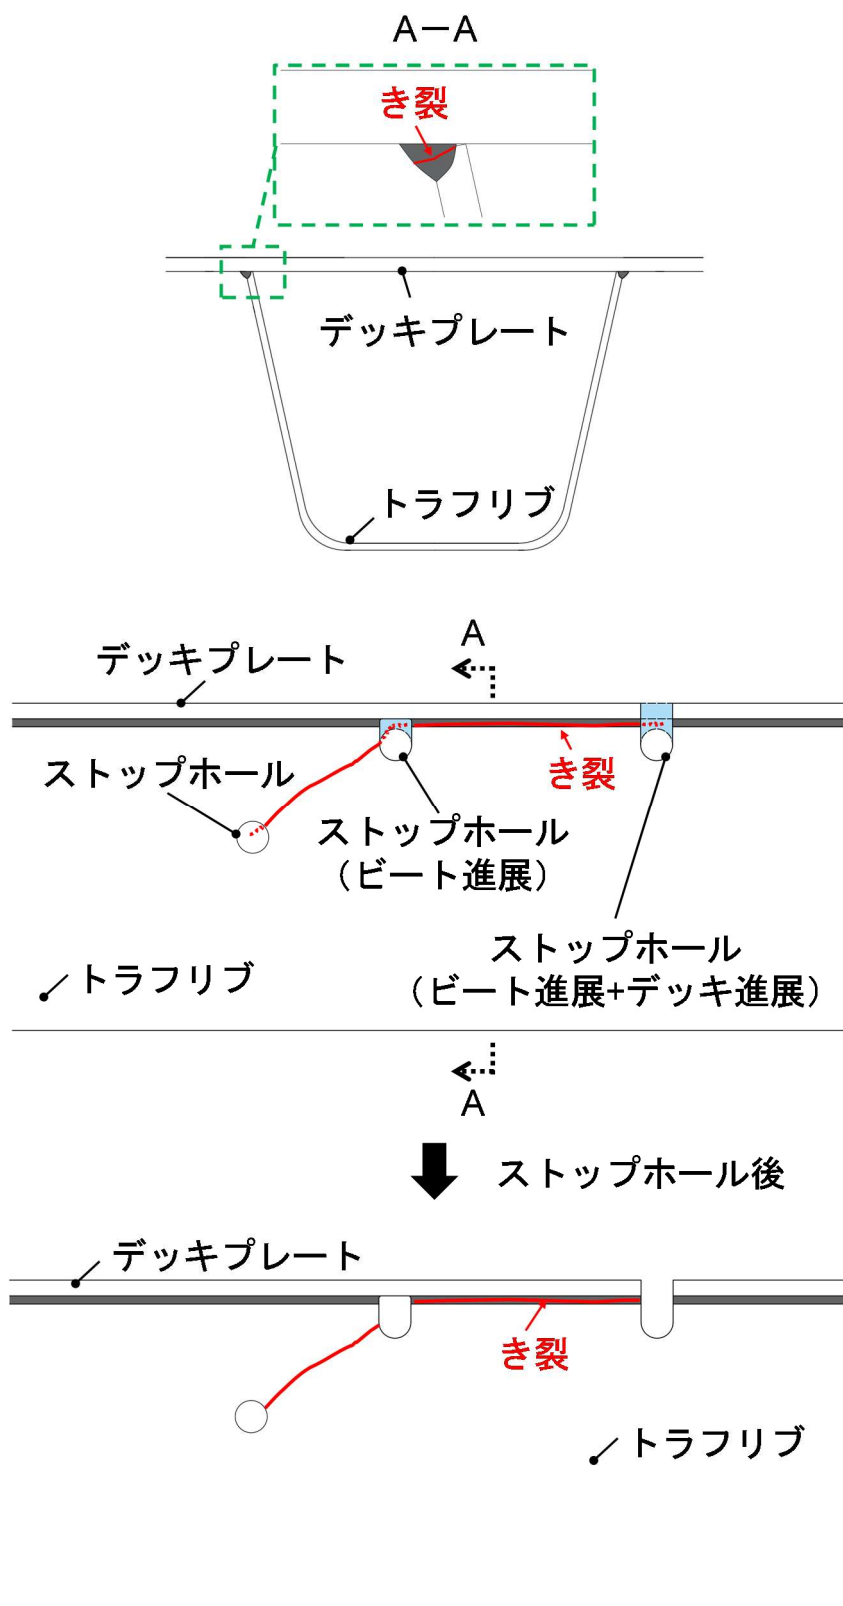 A－A
き裂
デッキプレート
トラフリブ
A
デッキプレート
ストップホール
き裂
ストップホール
（ビート進展）
ストップホール
（ビート進展+デッキ進展）
トラフリブ
A
ストップホール後
デッキプレート
き裂
トラフリブ